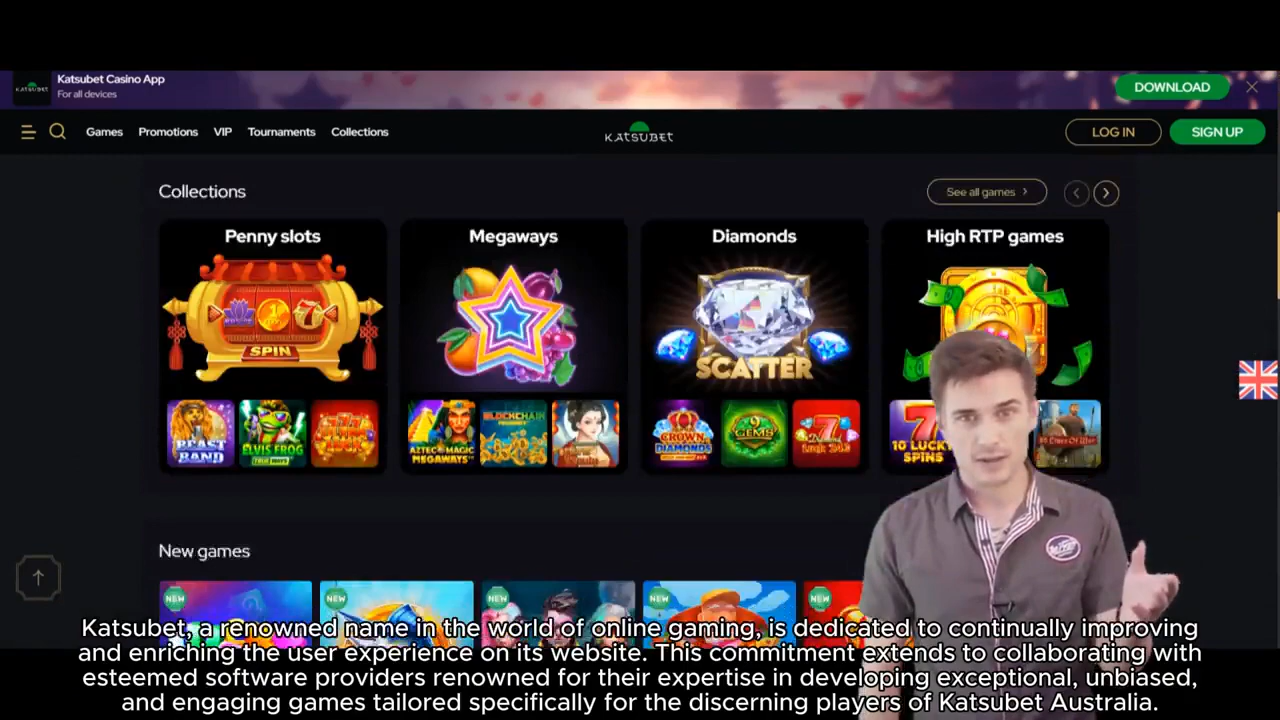 Katsubet Casino App
For all devices
DOWNLOAD
KATSUBET
Games Promotions VIP Tournaments Collections
KATSUBET
LOG IN
SIGN UP
Collections
See all games
Penny slots
Megaways
Diamonds
High RTP games
SPIN
SCATTER
BEAST BAND
ELVIS FROG
AZTEC MAGIC MEGAWAYS
BLOCKCHAIN
CROWN DIAMONDS
9 GEMS
10 LUCKY SPINS
New games
NEW
NEW
NEW
NEW
NEW
Katsubet, a renowned name in the world of online gaming, is dedicated to continually improving
and enriching the user experience on its website. This commitment extends to collaborating with
esteemed software providers renowned for their expertise in developing exceptional, unbiased,
and engaging games tailored specifically for the discerning players of Katsubet Australia.